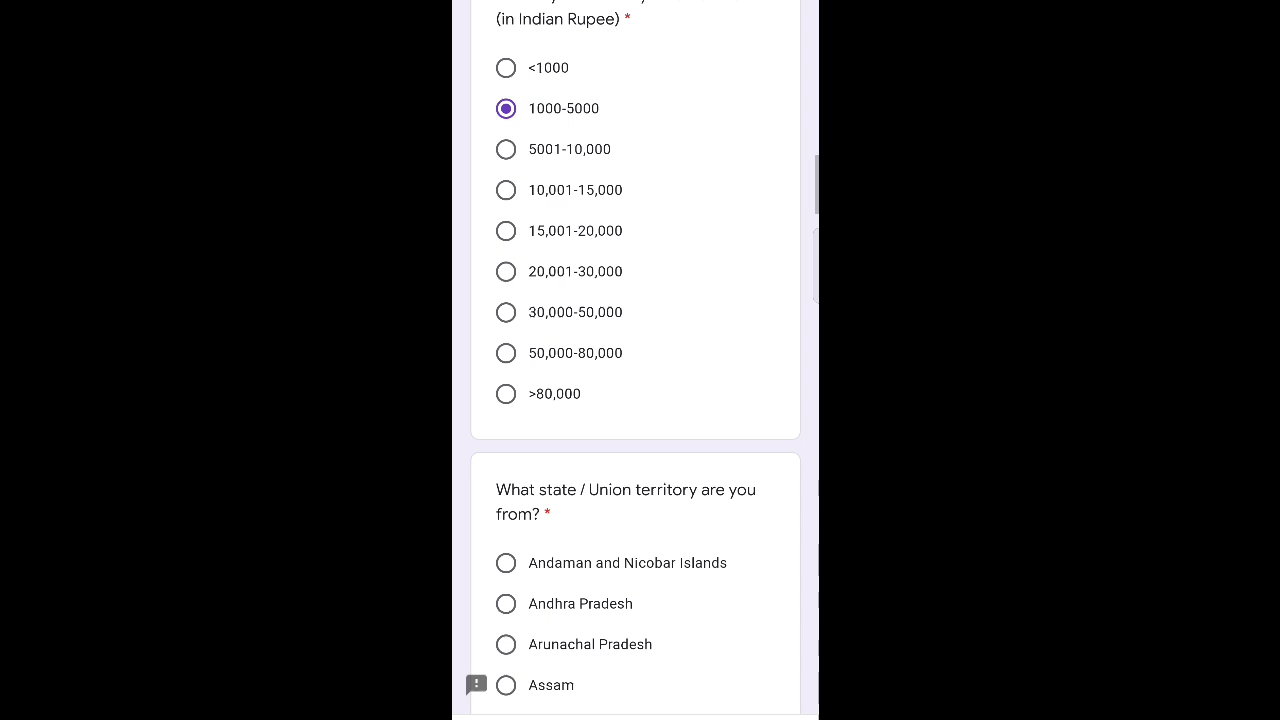 (in Indian Rupee) *
<1000
1000-5000
5001-10,000
10,001-15,000
15,001-20,000
20,001-30,000
30,000-50,000
50,000-80,000
>80,000
What state / Union territory are you
from? *
Andaman and Nicobar Islands
Andhra Pradesh
Arunachal Pradesh
Assam